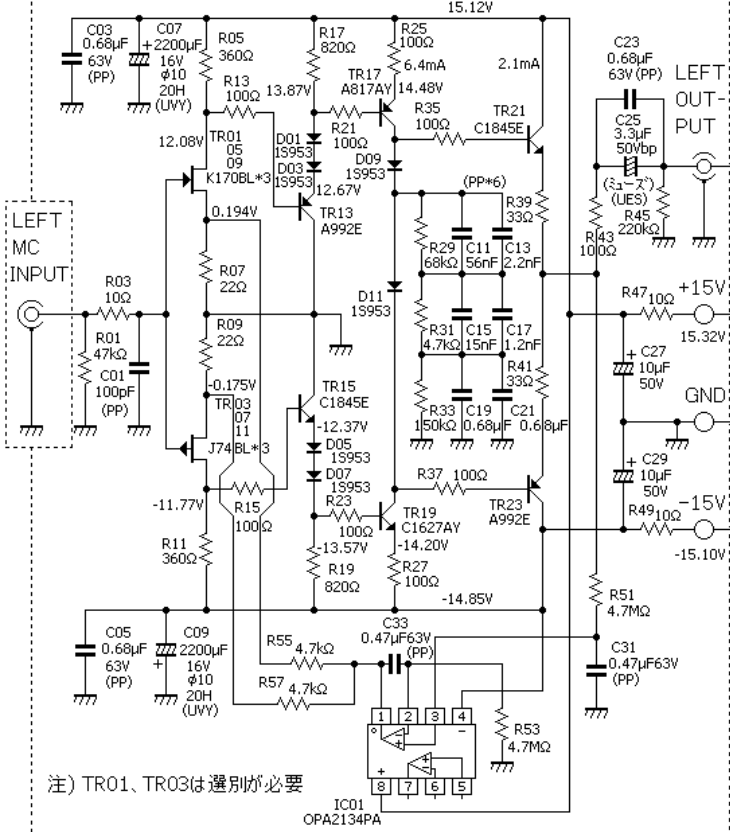 15.12V
C03
0.68μF
63V
(PP)
C07
+2200μF
16V
φ10
20H
(UVY)
R05
360Ω
R13
100Ω
R17
820Ω
13.87V
R25
100Ω
6.4mA
TR17
A817AY
14.48V
R21
100Ω
R35
100Ω
2.1mA
TR21
C1845E
C23
0.68μF
63V(PP)
LEFT
OUT-
PUT
C25
3.3μF
50Vbp
(ミューズ)
(UES)
R45
220kΩ
R43
100Ω
12.08V
TR01
05
09
K170BL*3
D01
1S953
D03
1S953
12.67V
TR13
A992E
D09
1S953
(PP*6)
R39
33Ω
LEFT
MC
INPUT
0.194V
R07
22Ω
R03
10Ω
R01
47kΩ
C01
100pF
(PP)
R09
22Ω
R29
68kΩ
C11
56nF
C13
2.2nF
D11
1S953
R31
4.7kΩ
C15
15nF
C17
1.2nF
R41
33Ω
R33
150kΩ
C19
0.68μF
C21
0.68μF
R47
10Ω
+15V
15.32V
+
C27
10μF
50V
GND
+
C29
10μF
50V
-15V
R49
10Ω
-15.10V
-0.175V
TR03
07
11
J74BL*3
TR15
C1845E
-12.37V
D05
1S953
D07
1S953
-11.77V
R15
100Ω
R23
100Ω
-13.57V
R19
820Ω
R11
360Ω
TR19
C1627AY
-14.20V
R27
100Ω
R37
100Ω
TR23
A992E
-14.85V
C05
0.68μF
63V
(PP)
C09
2200μF
+
16V
φ10
20H
(UVY)
R55
4.7kΩ
R57
4.7kΩ
C33
0.47μF63V
(PP)
R51
4.7MΩ
C31
0.47μF63V
(PP)
R53
4.7MΩ
1 2 3 4
8 7 6 5
IC01
OPA2134PA
注) TR01、TR03は選別が必要